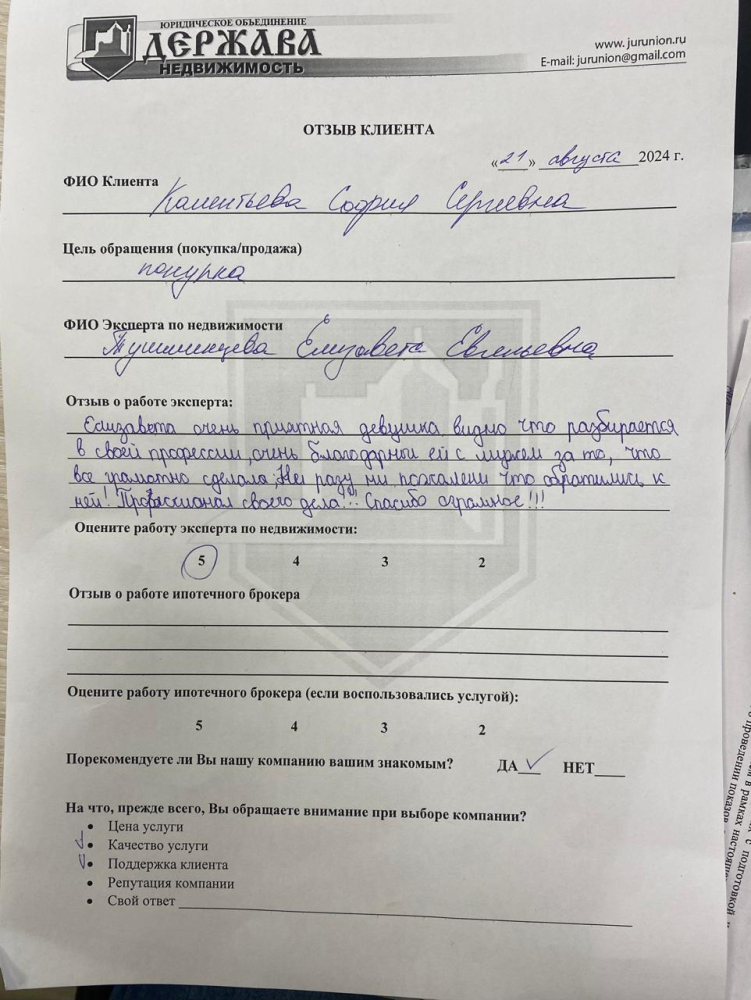 ЮРИДИЧЕСКОЕ ОБЪЕДИНЕНИЕ
ДЕРЖАВА
НЕДВИЖИМОСТЬ
www. jurunion.ru
E-mail: jurunion@gmail.com
ОТЗЫВ КЛИЕНТА
«21» августа 2024 г.
ФИО Клиента
София Сергеевна
Цель обращения (покупка/продажа)
покупка
ФИО Эксперта по недвижимости
Елизавета Евгеньевна
Отзыв о работе эксперта:
Елизавета очень приятная девушка видно что разбирается
в своей профессии, очень благодарны ей с мужем за то, что
все грамотно сделала, Не разу ни пожалели что обратились к
ней! Профессионал своего дела!!! Спасибо огромное!!!
Оцените работу эксперта по недвижимости:
5 4 3 2
Отзыв о работе ипотечного брокера
Оцените работу ипотечного брокера (если воспользовались услугой):
5 4 3 2
Порекомендуете ли Вы нашу компанию вашим знакомым? ДА НЕТ
На что, прежде всего, Вы обращаете внимание при выборе компании?
• Цена услуги
• Качество услуги
• Поддержка клиента
• Репутация компании
• Свой ответ